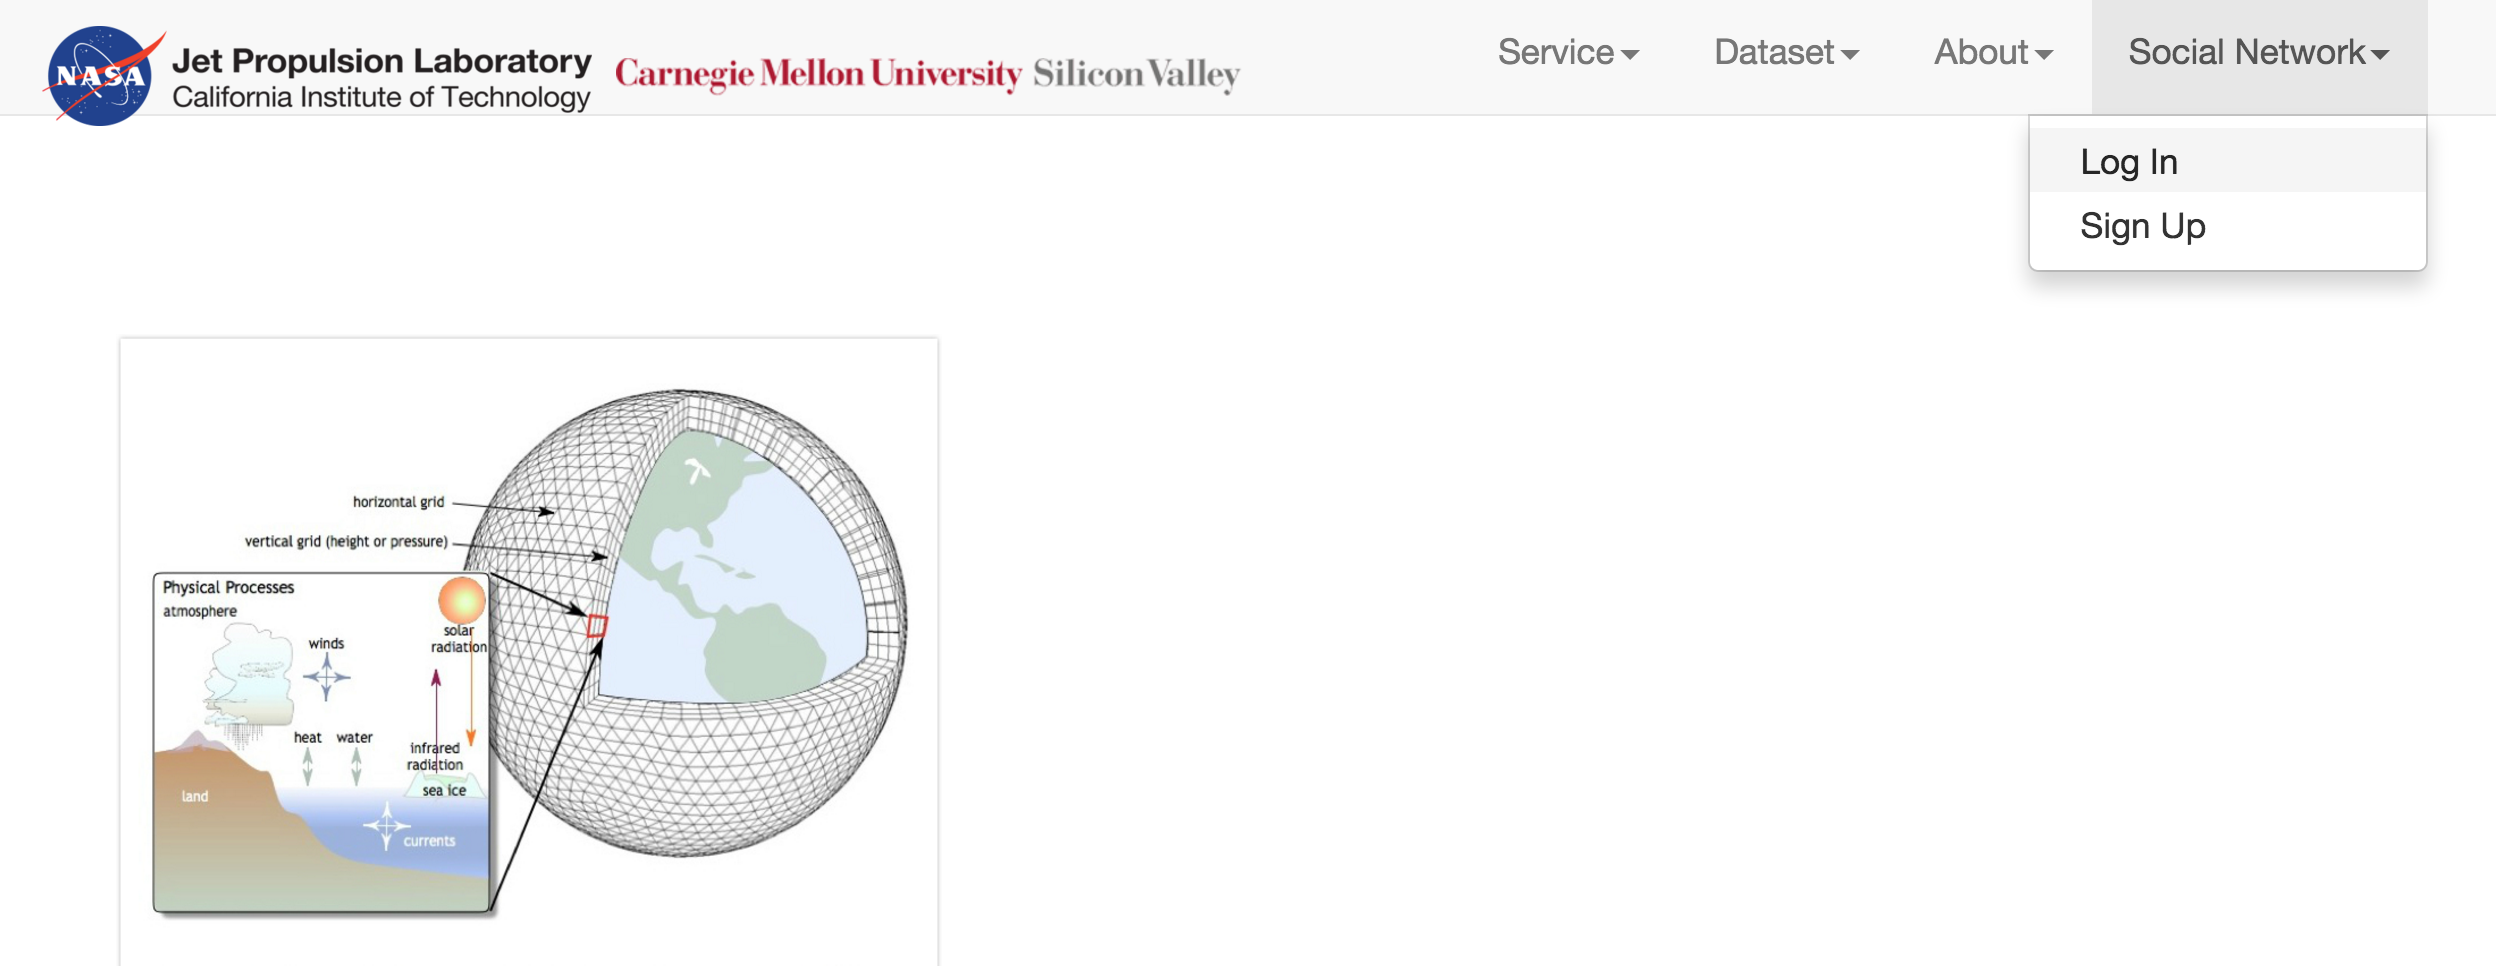 NASA
Jet Propulsion Laboratory
California Institute of Technology
Carnegie Mellon University Silicon Valley
Service
Dataset
About
Social Network
Log In
Sign Up
horizontal grid
vertical grid (height or pressure)
Physical Processes
atmosphere
solar
radiation
winds
heat water
infrared
radiation
sea ice
land
currents